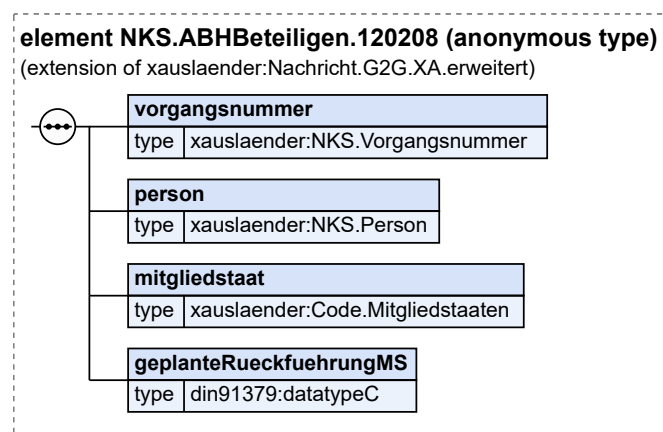 element NKS.ABHBeteiligen.120208 (anonymous type)
(extension of xauslaender:Nachricht.G2G.XA.erweitert)
vorgangsnummer
type xauslaender:NKS.Vorgangsnummer
person
type xauslaender:NKS.Person
mitgliedstaat
type xauslaender:Code.Mitgliedstaaten
geplanteRueckfuehrungMS
type din91379:datatypeC